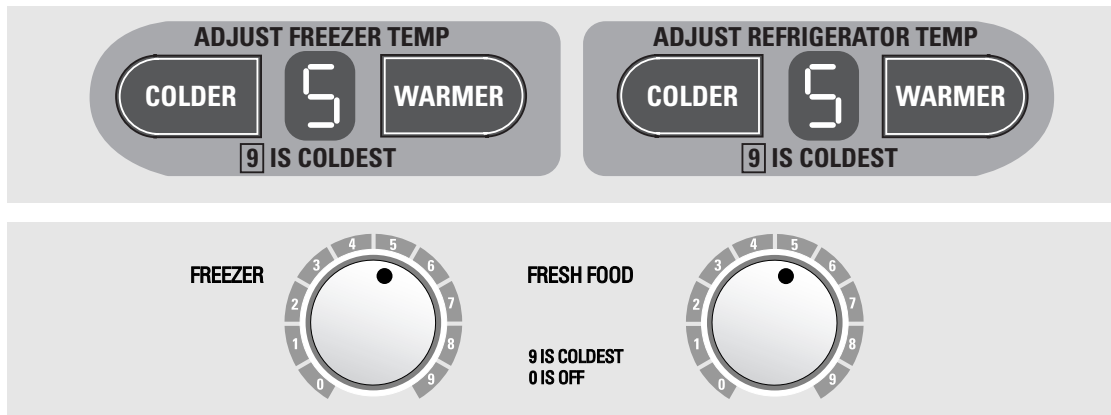 ADJUST FREEZER TEMP
COLDER 5 WARMER
9 IS COLDEST
ADJUST REFRIGERATOR TEMP
COLDER 5 WARMER
9 IS COLDEST
FREEZER
0 1 2 3 4 5 6 7 8 9
FRESH FOOD
9 IS COLDEST
0 IS OFF
0 1 2 3 4 5 6 7 8 9